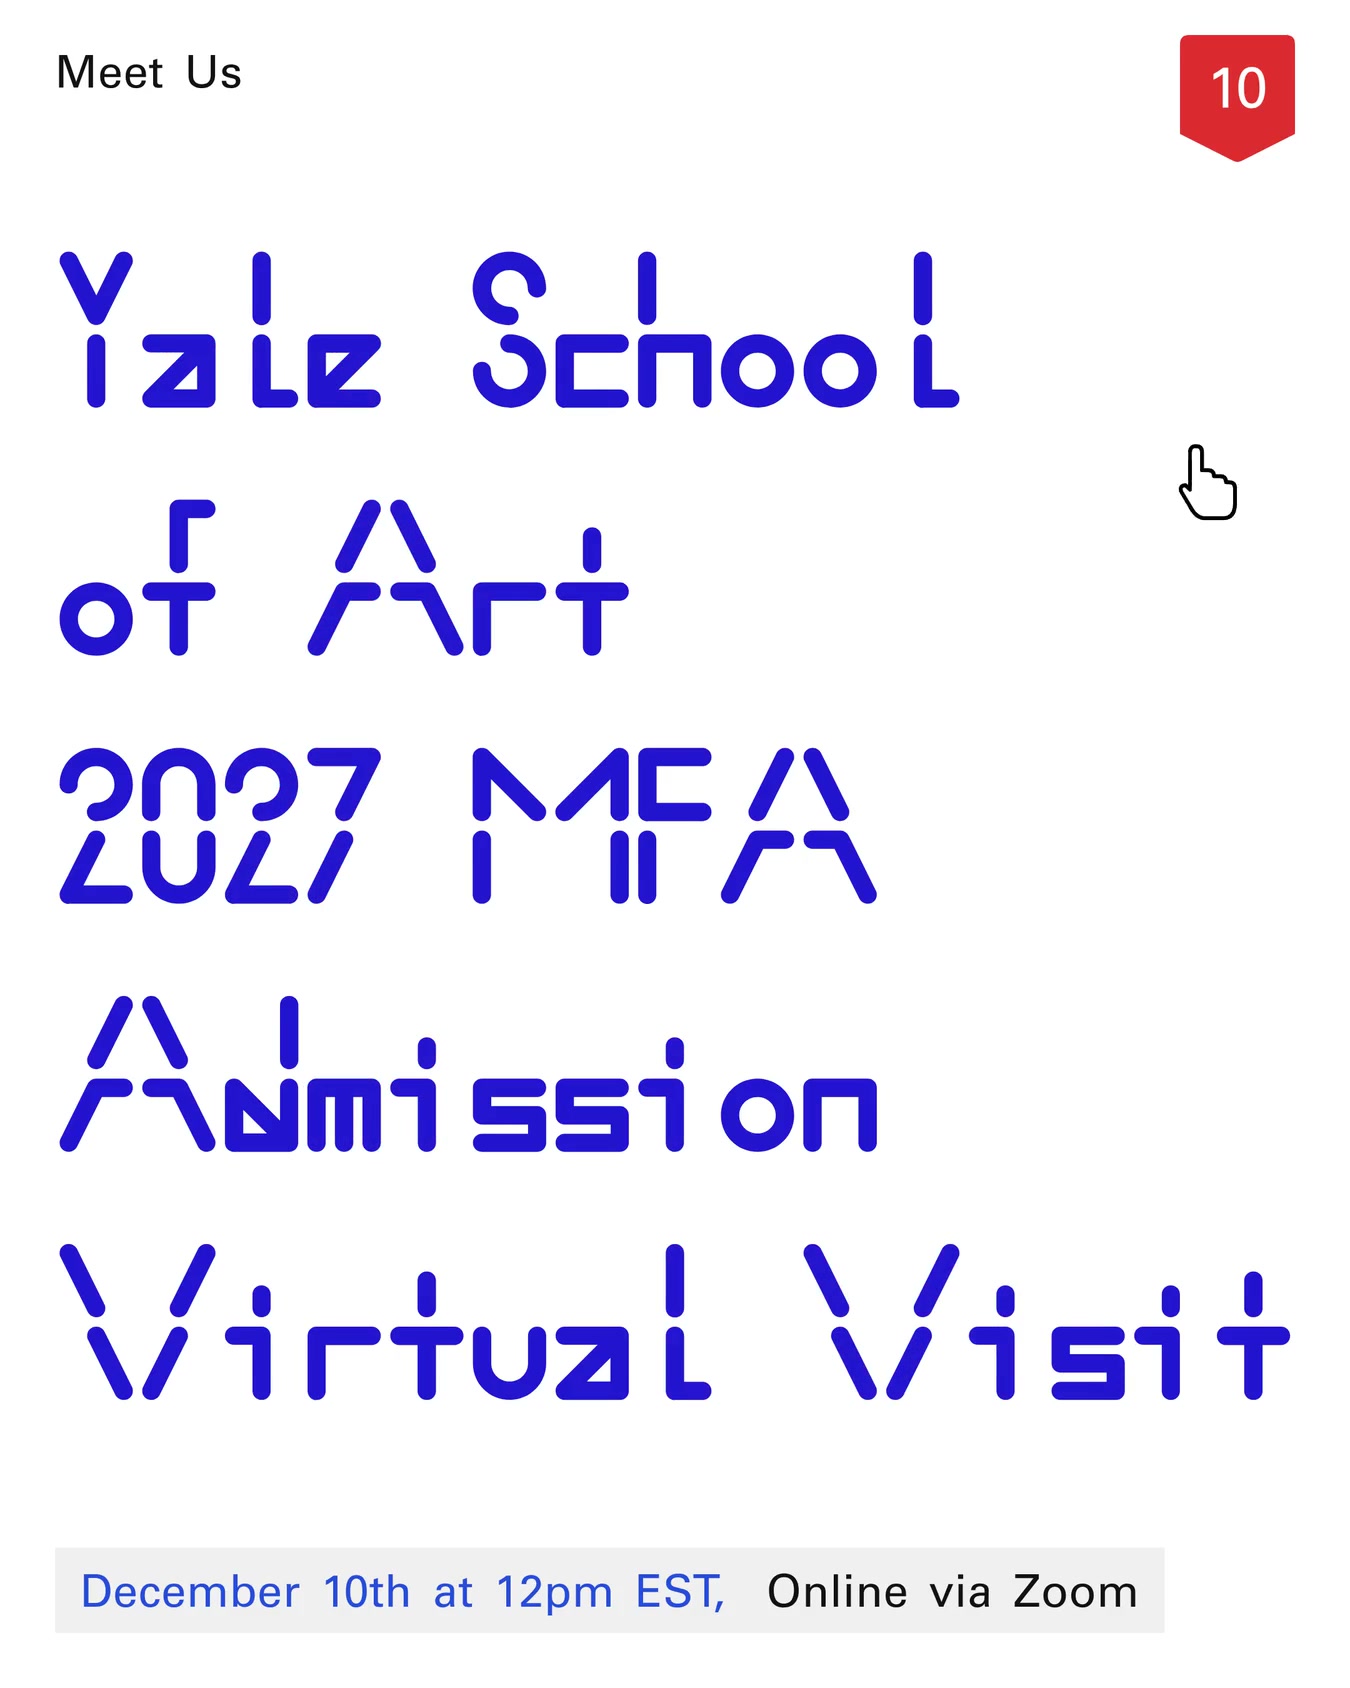 Meet Us
10
Yale School
of Art
2027 MFA
Admission
Virtual Visit
December 10th at 12pm EST, Online via Zoom